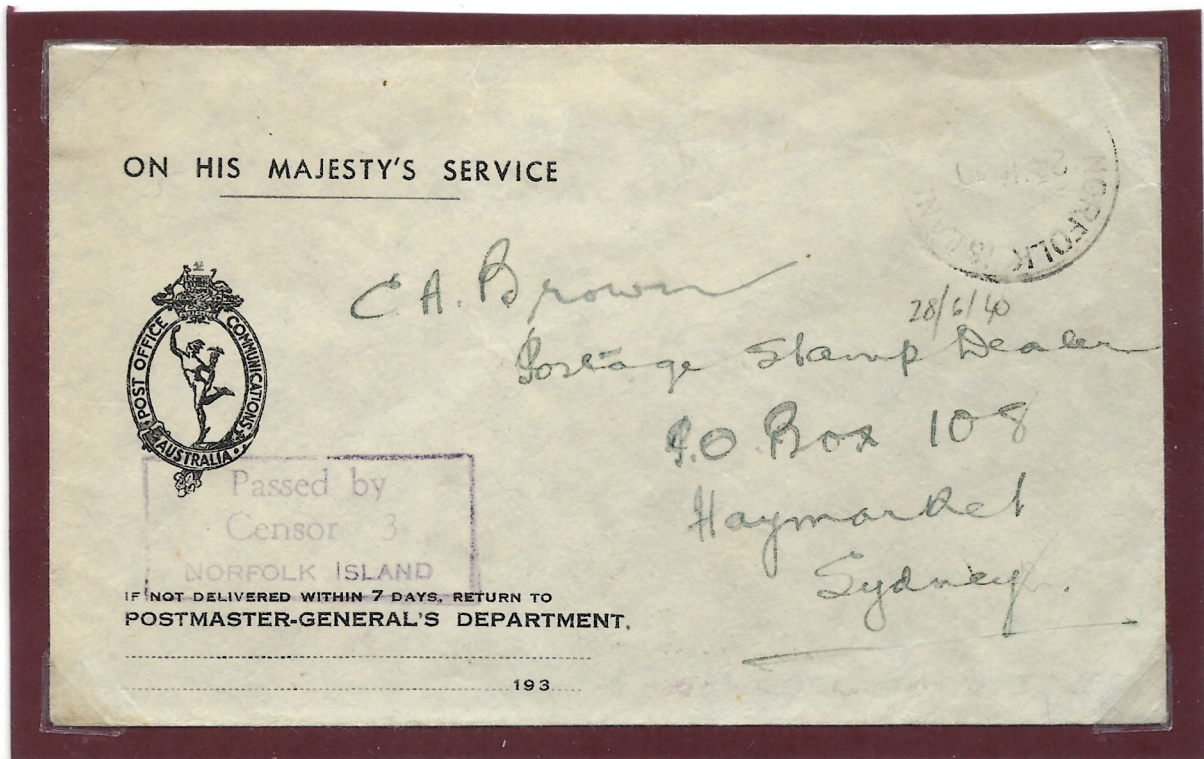 ON HIS MAJESTY'S SERVICE
NORFOLK ISLAN
C A. Brown
28/6/40
Postage Stamp Dealer
P.O. Box 108
Haymarket
Sydney.
POST OFFICE COMMUNICATIONS
AUSTRALIA
Passed by
Censor 3
NORFOLK ISLAND
IF NOT DELIVERED WITHIN 7 DAYS, RETURN TO
POSTMASTER-GENERAL'S DEPARTMENT.
193